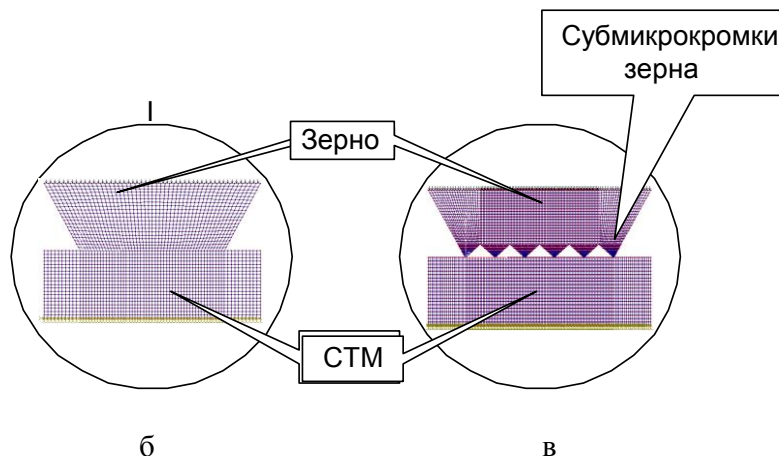 Субмикрокромки
зерна
I
Зерно
СТМ
б
в